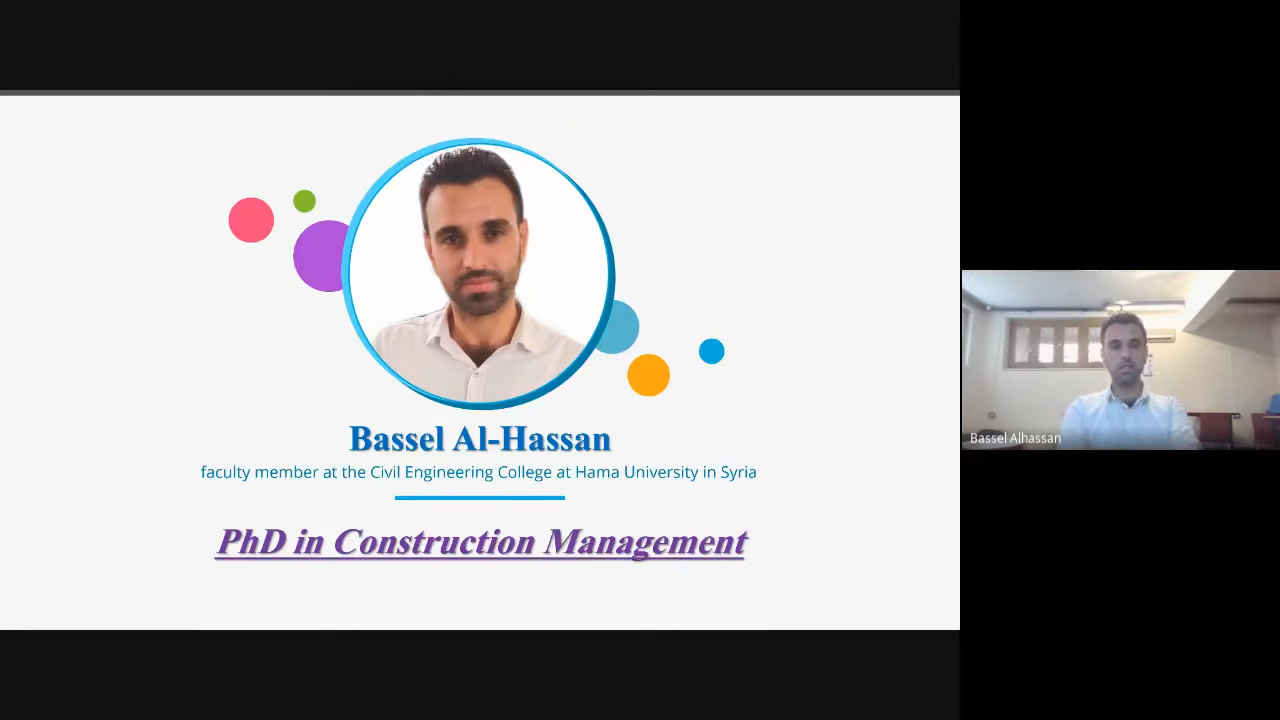 Bassel Al-Hassan
faculty member at the Civil Engineering College at Hama University in Syria
PhD in Construction Management
Bassel Alhassan